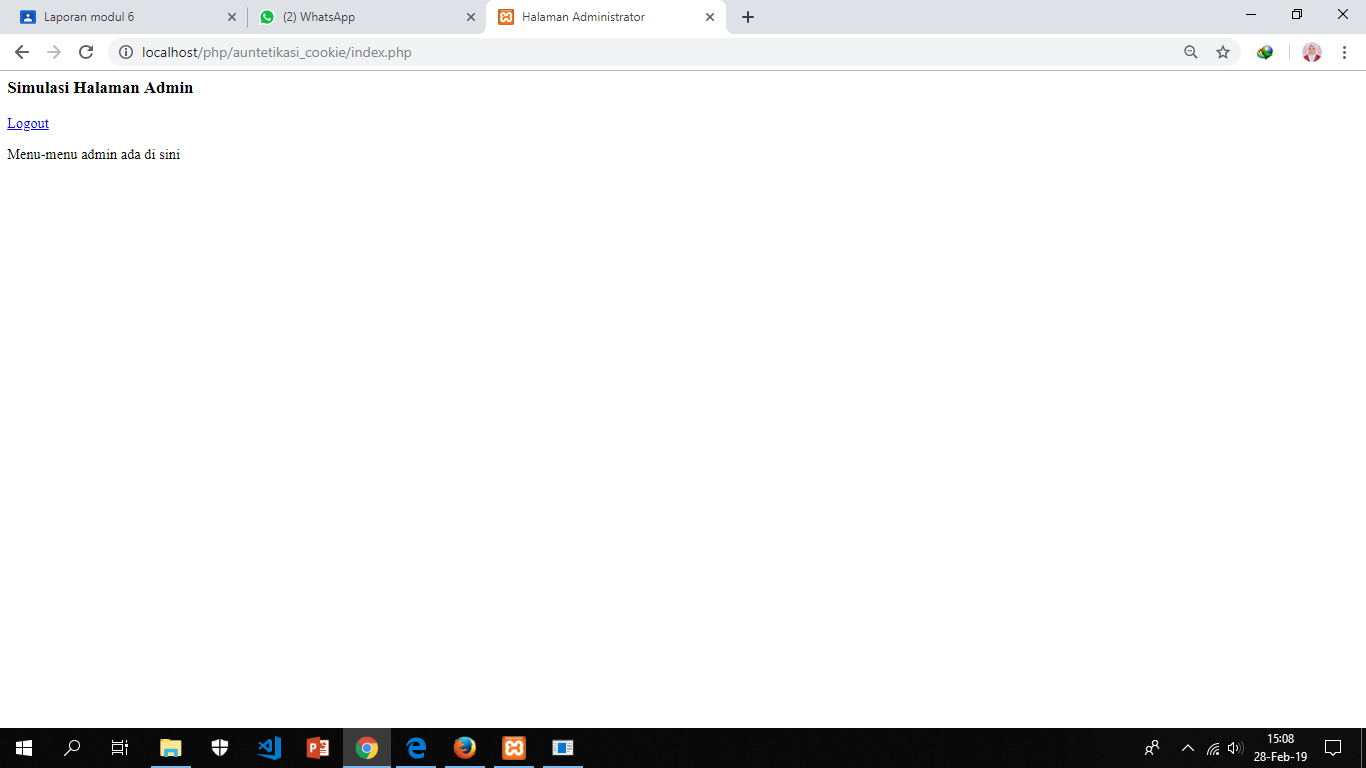 Laporan modul 6
(2) WhatsApp
Halaman Administrator
localhost/php/auntetikasi_cookie/index.php
Simulasi Halaman Admin
Logout
Menu-menu admin ada di sini
15:08
28-Feb-19